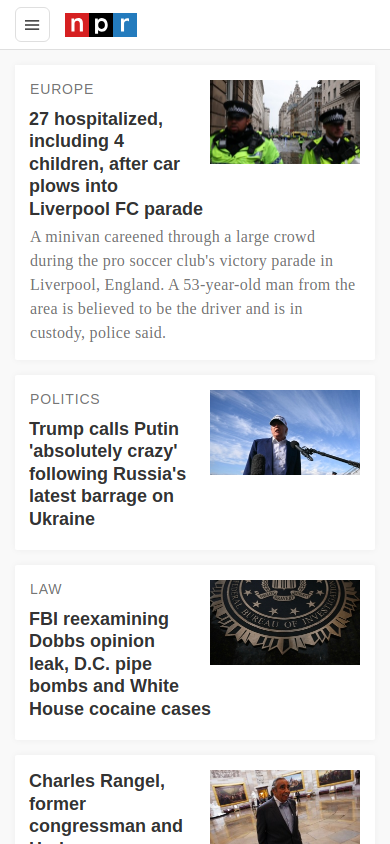 npr
EUROPE
27 hospitalized,
including 4
children, after car
plows into
Liverpool FC parade
A minivan careened through a large crowd
during the pro soccer club's victory parade in
Liverpool, England. A 53-year-old man from the
area is believed to be the driver and is in
custody, police said.
POLITICS
Trump calls Putin
'absolutely crazy'
following Russia's
latest barrage on
Ukraine
LAW
FBI reexamining
Dobbs opinion
leak, D.C. pipe
bombs and White
House cocaine cases
BUREAU OF INVES
Charles Rangel,
former
congressman and